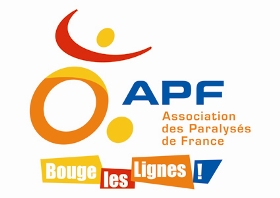 APF
Association
des Paralysés
de France
Bouge les Lignes !